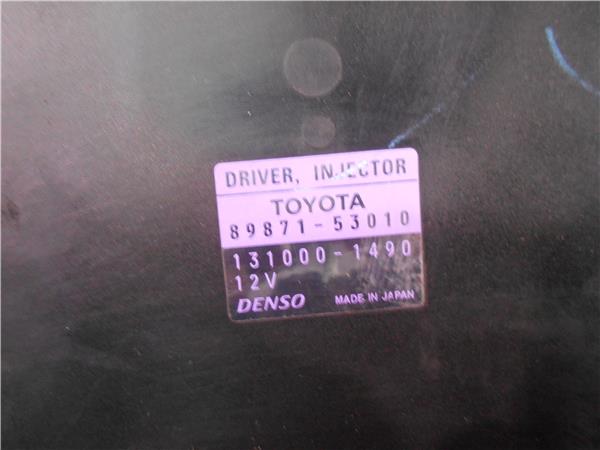 DRIVER, INJECTOR
TOYOTA
89871-53010
131000-1490
12V
DENSO MADE IN JAPAN